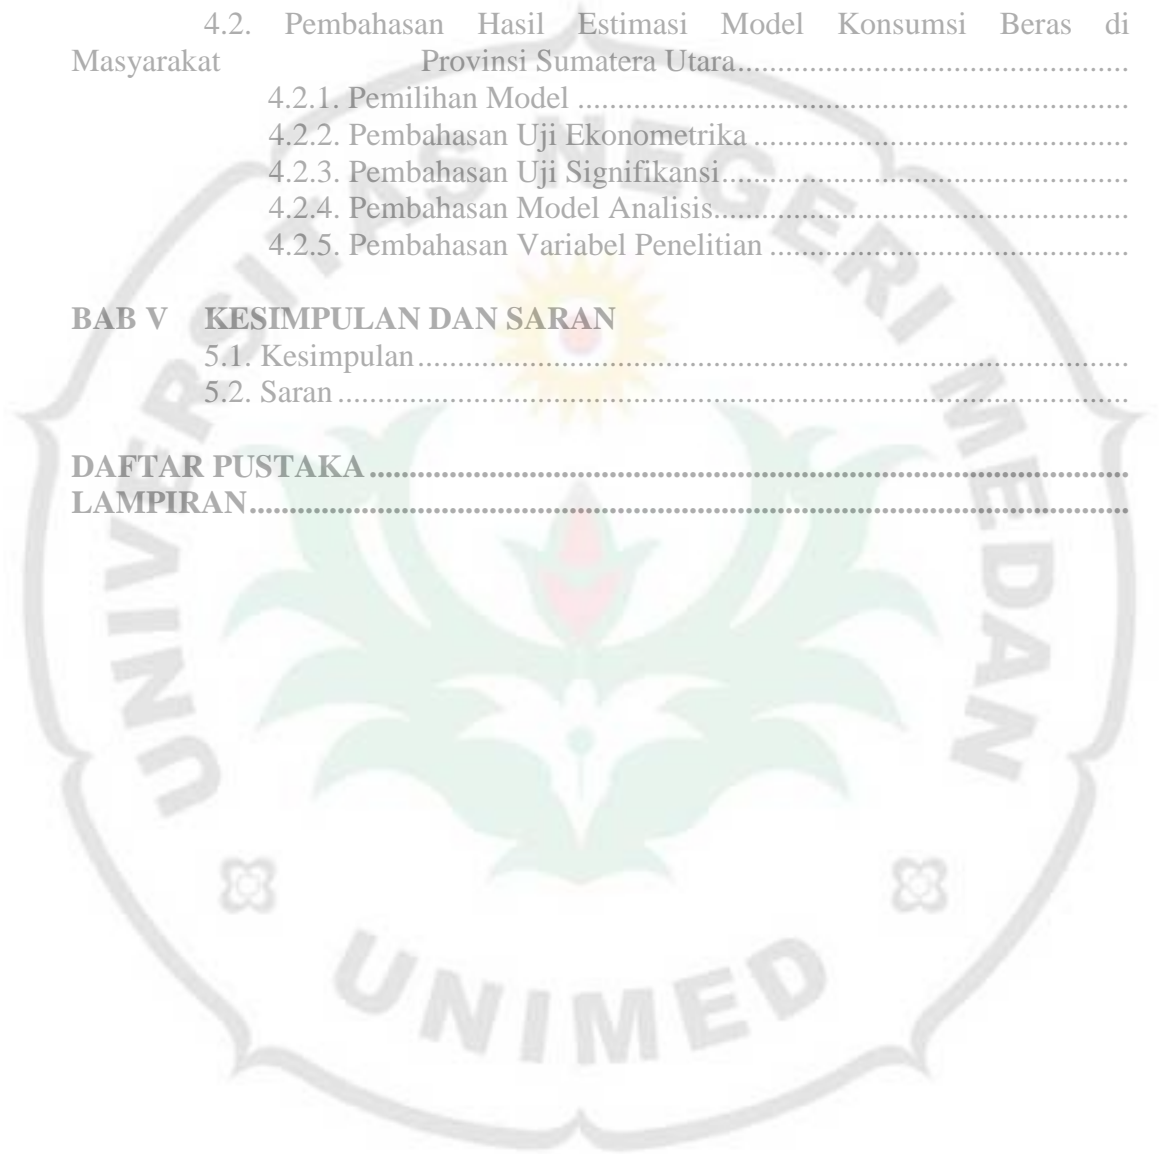 4.2. Pembahasan Hasil Estimasi Model Konsumsi Beras di
Masyarakat Provinsi Sumatera Utara..................................................
4.2.1. Pemilihan Model ......................................................................
4.2.2. Pembahasan Uji Ekonometrika ................................................
4.2.3. Pembahasan Uji Signifikansi....................................................
4.2.4. Pembahasan Model Analisis.....................................................
4.2.5. Pembahasan Variabel Penelitian ..............................................
BAB V KESIMPULAN DAN SARAN
5.1. Kesimpulan..........................................................................................
5.2. Saran ....................................................................................................
DAFTAR PUSTAKA................................................................................................
LAMPIRAN...............................................................................................................
UNIVERSITAS NEGERI MEDAN
UNIMED